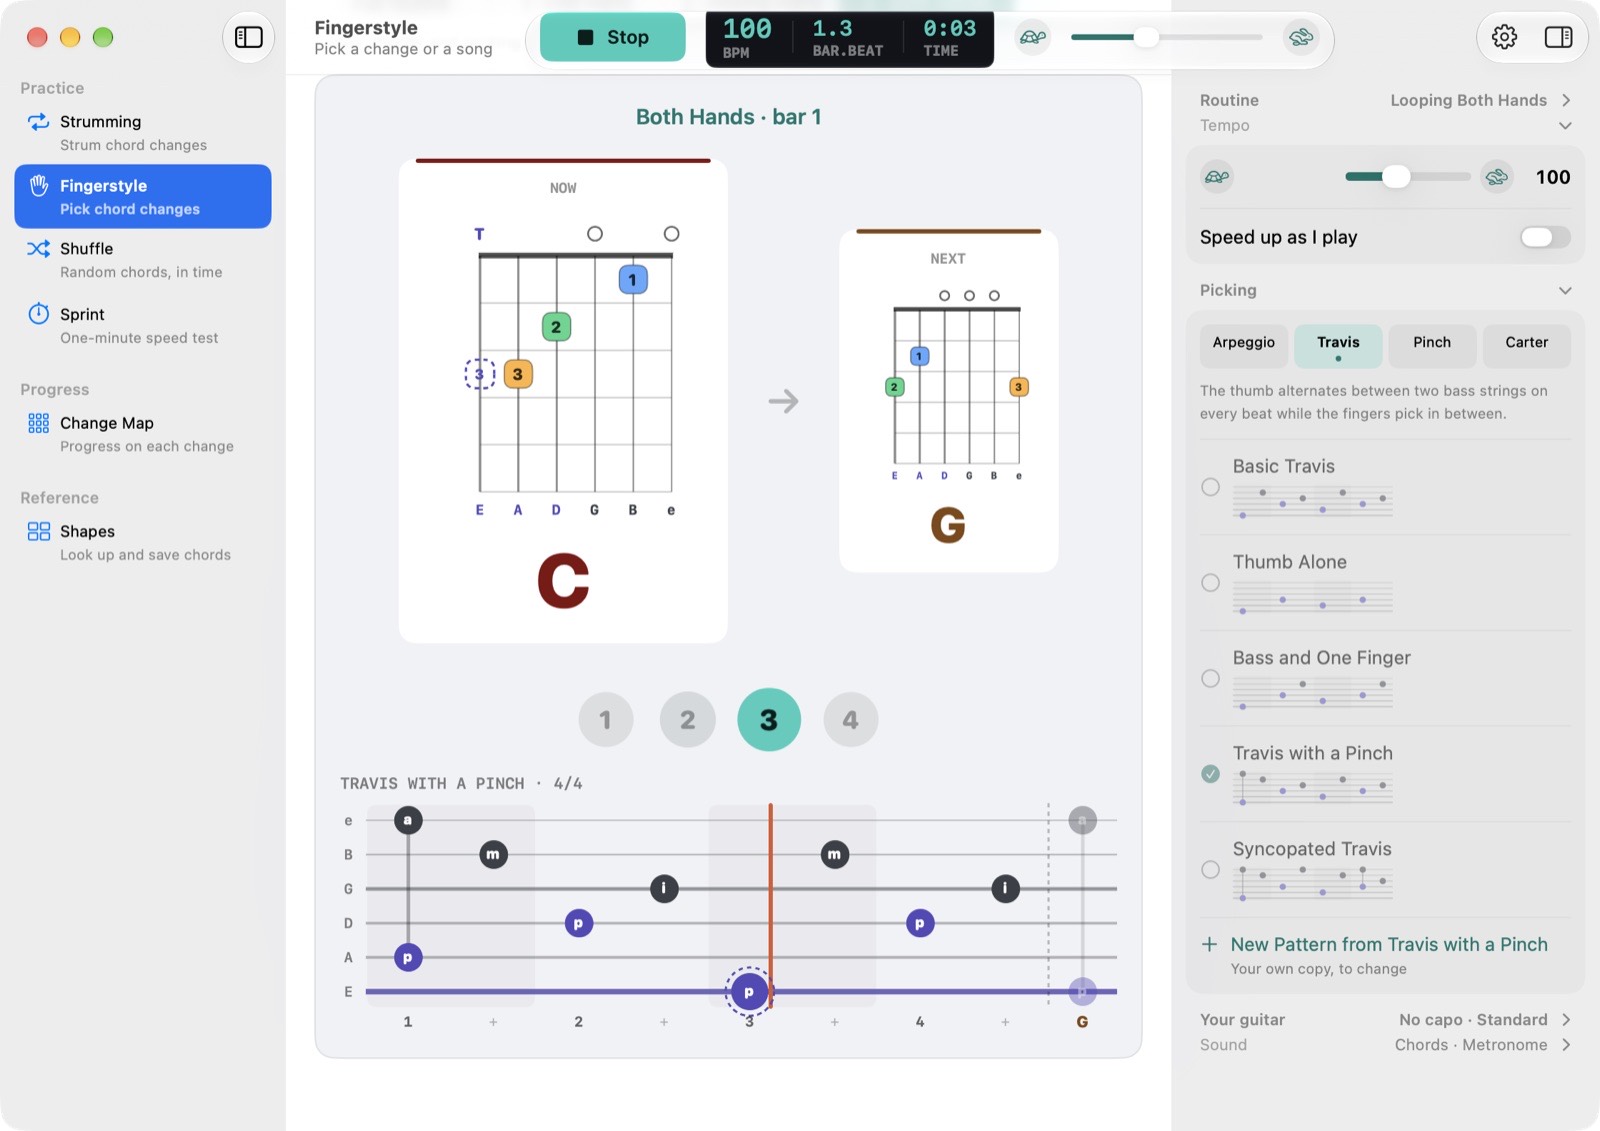 Fingerstyle
Pick a change or a song
Stop
100
BPM
1.3
BAR.BEAT
0:03
TIME
Practice
Strumming
Strum chord changes
Fingerstyle
Pick chord changes
Shuffle
Random chords, in time
Sprint
One-minute speed test
Progress
Change Map
Progress on each change
Reference
Shapes
Look up and save chords
Both Hands · bar 1
NOW
T
1
2
3 3
E A D G B e
C
NEXT
1
2 3
E A D G B e
G
1 2 3 4
TRAVIS WITH A PINCH · 4/4
e a a
B m m
G i i
D p p
A p
E p p
1 + 2 + 3 + 4 + G
Routine Looping Both Hands
Tempo
100
Speed up as I play
Picking
Arpeggio Travis Pinch Carter
The thumb alternates between two bass strings on
every beat while the fingers pick in between.
Basic Travis
Thumb Alone
Bass and One Finger
Travis with a Pinch
Syncopated Travis
+ New Pattern from Travis with a Pinch
Your own copy, to change
Your guitar No capo · Standard
Sound Chords · Metronome